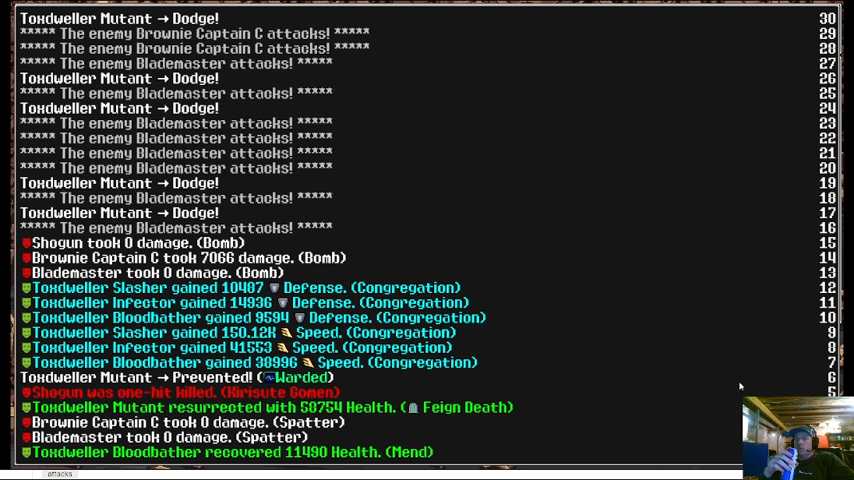 Toxdweller Mutant → Dodge! 30
***** The enemy Brownie Captain C attacks! ***** 29
***** The enemy Brownie Captain C attacks! ***** 28
***** The enemy Blademaster attacks! ***** 27
Toxdweller Mutant → Dodge! 26
***** The enemy Blademaster attacks! ***** 25
Toxdweller Mutant → Dodge! 24
***** The enemy Blademaster attacks! ***** 23
***** The enemy Blademaster attacks! ***** 22
***** The enemy Blademaster attacks! ***** 21
***** The enemy Blademaster attacks! ***** 20
Toxdweller Mutant → Dodge! 19
***** The enemy Blademaster attacks! ***** 18
Toxdweller Mutant → Dodge! 17
***** The enemy Blademaster attacks! ***** 16
Shogun took 0 damage. (Bomb) 15
Brownie Captain C took 7066 damage. (Bomb) 14
Blademaster took 0 damage. (Bomb) 13
Toxdweller Slasher gained 10487 Defense. (Congregation) 12
Toxdweller Infector gained 14936 Defense. (Congregation) 11
Toxdweller Bloodbather gained 9594 Defense. (Congregation) 10
Toxdweller Slasher gained 150.12K Speed. (Congregation) 9
Toxdweller Infector gained 41553 Speed. (Congregation) 8
Toxdweller Bloodbather gained 38996 Speed. (Congregation) 7
Toxdweller Mutant → Prevented! (Warded) 6
Shogun was one-hit killed. (Kirisute Gomen) 5
Toxdweller Mutant resurrected with 58754 Health. (Feign Death)
Brownie Captain C took 0 damage. (Spatter)
Blademaster took 0 damage. (Spatter)
Toxdweller Bloodbather recovered 11490 Health. (Mend)
attacks